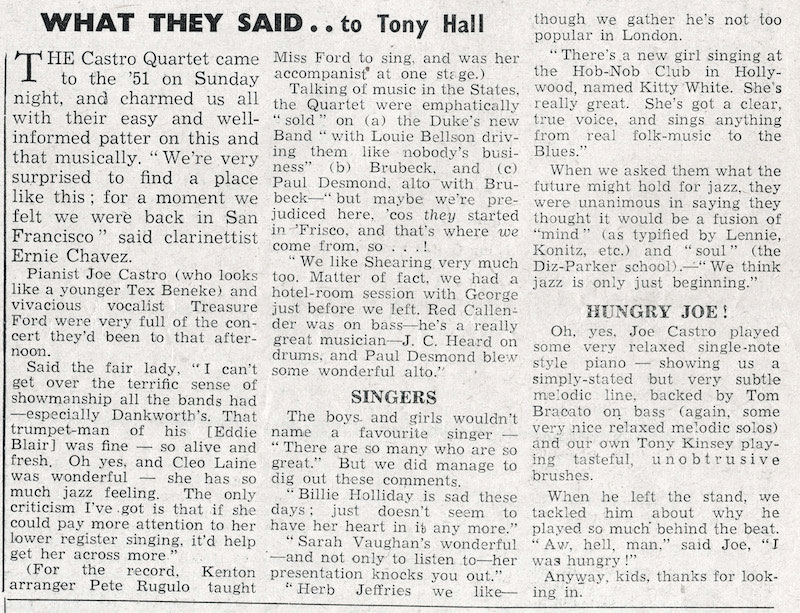 WHAT THEY SAID . . to Tony Hall
THE Castro Quartet came
to the '51 on Sunday
night, and charmed us all
with their easy and well-
informed patter on this and
that musically. "We're very
surprised to find a place
like this ; for a moment we
felt we were back in San
Francisco" said clarinettist
Ernie Chavez.
Pianist Joe Castro (who looks
like a younger Tex Beneke) and
vivacious vocalist Treasure
Ford were very full of the con-
cert they'd been to that after-
noon.
Said the fair lady, "I can't
get over the terrific sense of
showmanship all the bands had
—especially Dankworth's. That
trumpet-man of his [Eddie
Blair] was fine — so alive and
fresh. Oh yes, and Cleo Laine
was wonderful — she has so
much jazz feeling. The only
criticism I've got is that if she
could pay more attention to her
lower register singing, it'd help
get her across more"
(For the record, Kenton
arranger Pete Rugulo taught
Miss Ford to sing, and was her
accompanist at one stage.)
Talking of music in the States,
the Quartet were emphatically
"sold" on (a) the Duke's new
Band "with Louie Bellson driv-
ing them like nobody's busi-
ness" (b) Brubeck, and (c)
Paul Desmond, alto with Bru-
beck—"but maybe we're pre-
judiced here, 'cos they started
in 'Frisco, and that's where we
come from, so . . .!
"We like Shearing very much
too. Matter of fact, we had a
hotel-room session with George
just before we left. Red Callen-
der was on bass—he's a really
great musician—J. C. Heard on
drums, and Paul Desmond blew
some wonderful alto."
SINGERS
The boys and girls wouldn't
name a favourite singer —
"There are so many who are so
great." But we did manage to
dig out these comments.
"Billie Holliday is sad these
days ; just doesn't seem to
have her heart in it any more."
"Sarah Vaughan's wonderful
—and not only to listen to—her
presentation knocks you out."
"Herb Jeffries we like—
though we gather he's not too
popular in London.
"There's a new girl singing at
the Hob-Nob Club in Holly-
wood, named Kitty White. She's
really great. She's got a clear,
true voice, and sings anything
from real folk-music to the
Blues."
When we asked them what the
future might hold for jazz, they
were unanimous in saying they
thought it would be a fusion of
"mind" (as typified by Lennie,
Konitz, etc.) and "soul" (the
Diz-Parker school).—"We think
jazz is only just beginning."
HUNGRY JOE!
Oh, yes. Joe Castro played
some very relaxed single-note
style piano — showing us a
simply-stated but very subtle
melodic line, backed by Tom
Bracato on bass (again, some
very nice relaxed melodic solos)
and our own Tony Kinsey play-
ing tasteful, unobtrusive
brushes.
When he left the stand, we
tackled him about why he
played so much behind the beat.
"Aw, hell, man," said Joe, "I
was hungry!"
Anyway, kids, thanks for look-
ing in.